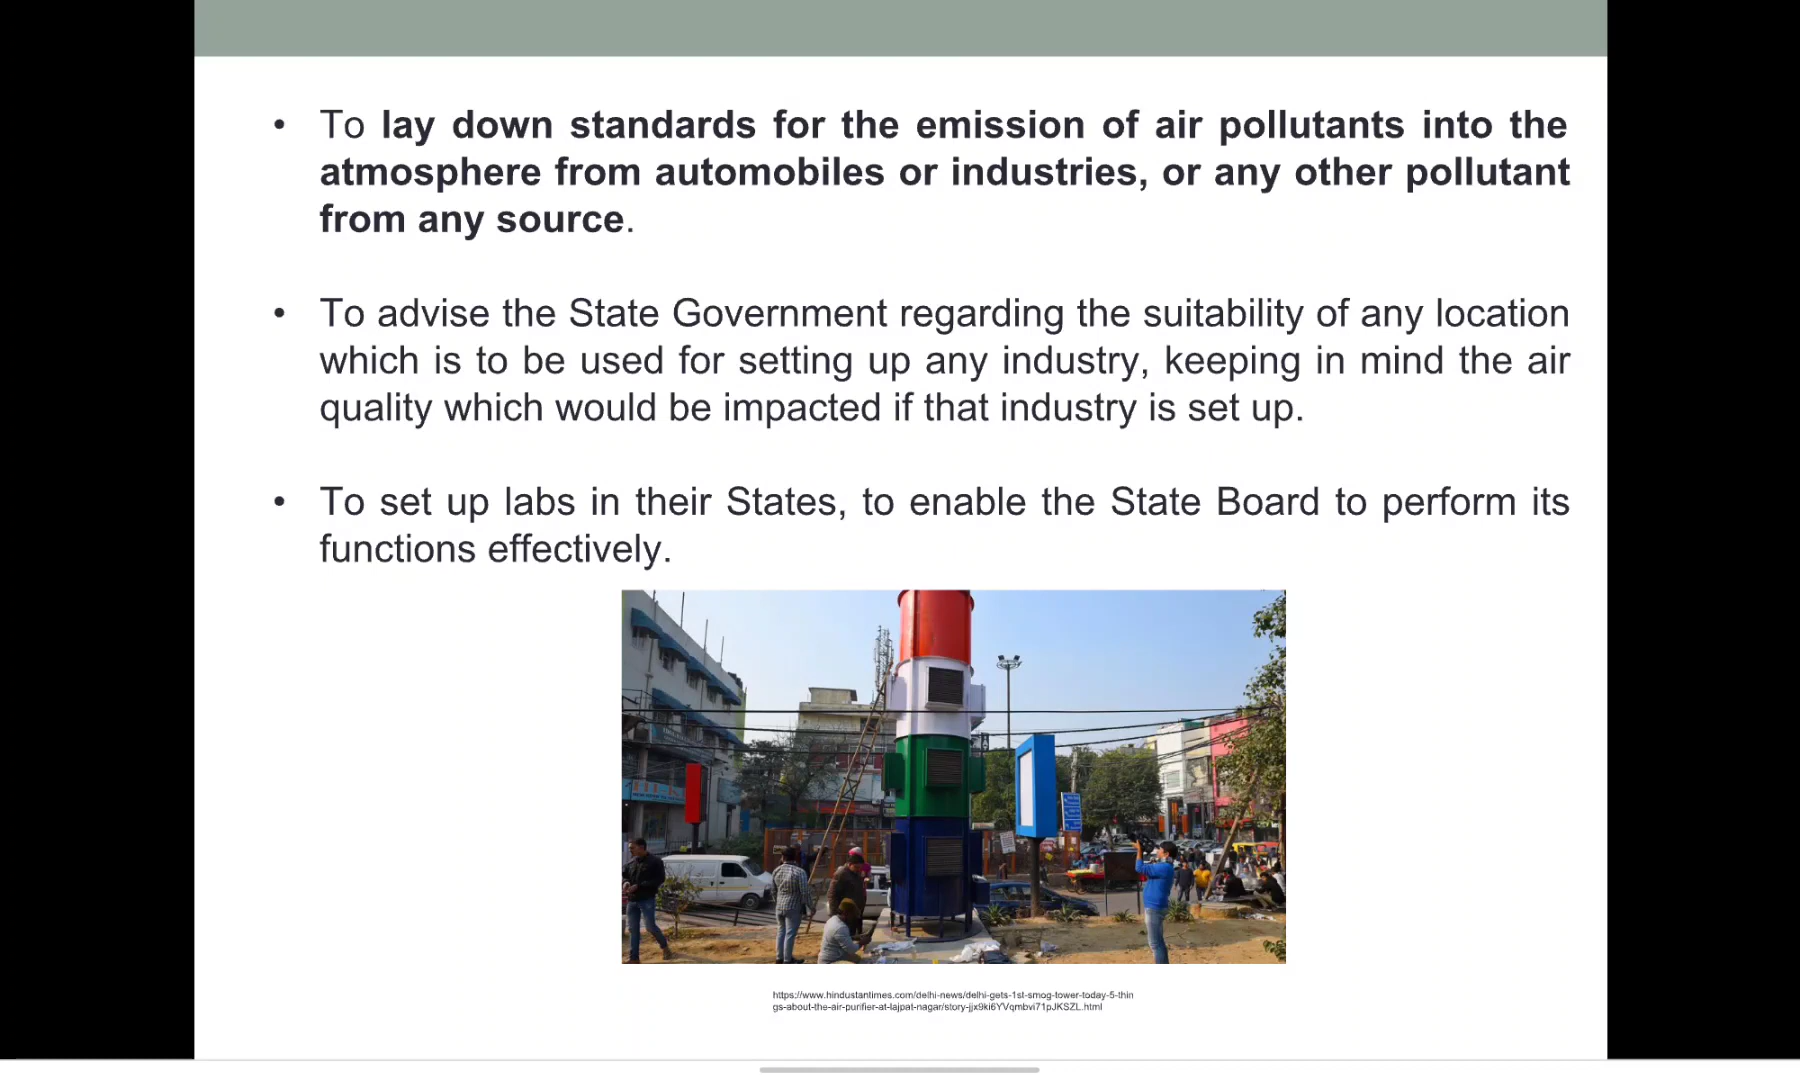 • To lay down standards for the emission of air pollutants into the
atmosphere from automobiles or industries, or any other pollutant
from any source.
• To advise the State Government regarding the suitability of any location
which is to be used for setting up any industry, keeping in mind the air
quality which would be impacted if that industry is set up.
• To set up labs in their States, to enable the State Board to perform its
functions effectively.
https://www.hindustantimes.com/delhi-news/delhi-gets-1st-smog-tower-today-5-thin
gs-about-the-air-purifier-at-lajpat-nagar/story-jjx9ki6YVqmbvi71pJKSZL.html